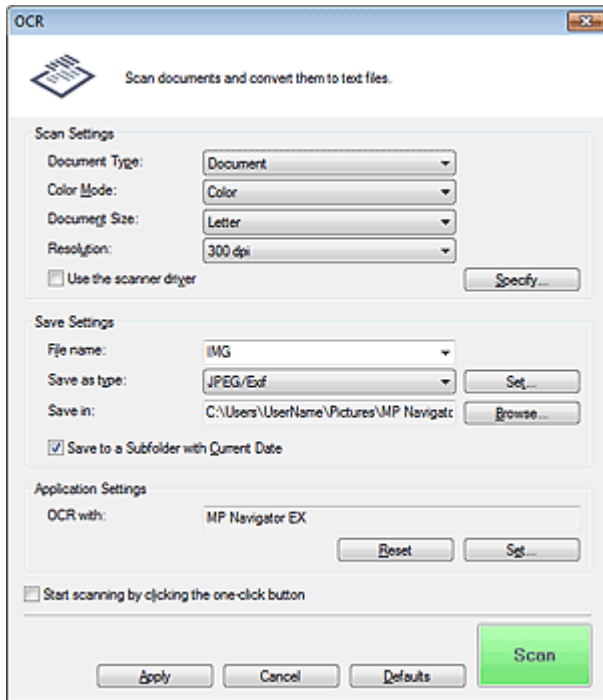 OCR
Scan documents and convert them to text files.
Scan Settings
Document Type: Document
Color Mode: Color
Document Size: Letter
Resolution: 300 dpi
Use the scanner driver Specify...
Save Settings
File name: IMG
Save as type: JPEG/Exif Set...
Save in: C:\Users\UserName\Pictures\MP Navigatc Browse...
Save to a Subfolder with Current Date
Application Settings
OCR with: MP Navigator EX
Reset Set...
Start scanning by clicking the one-click button
Scan
Apply Cancel Defaults